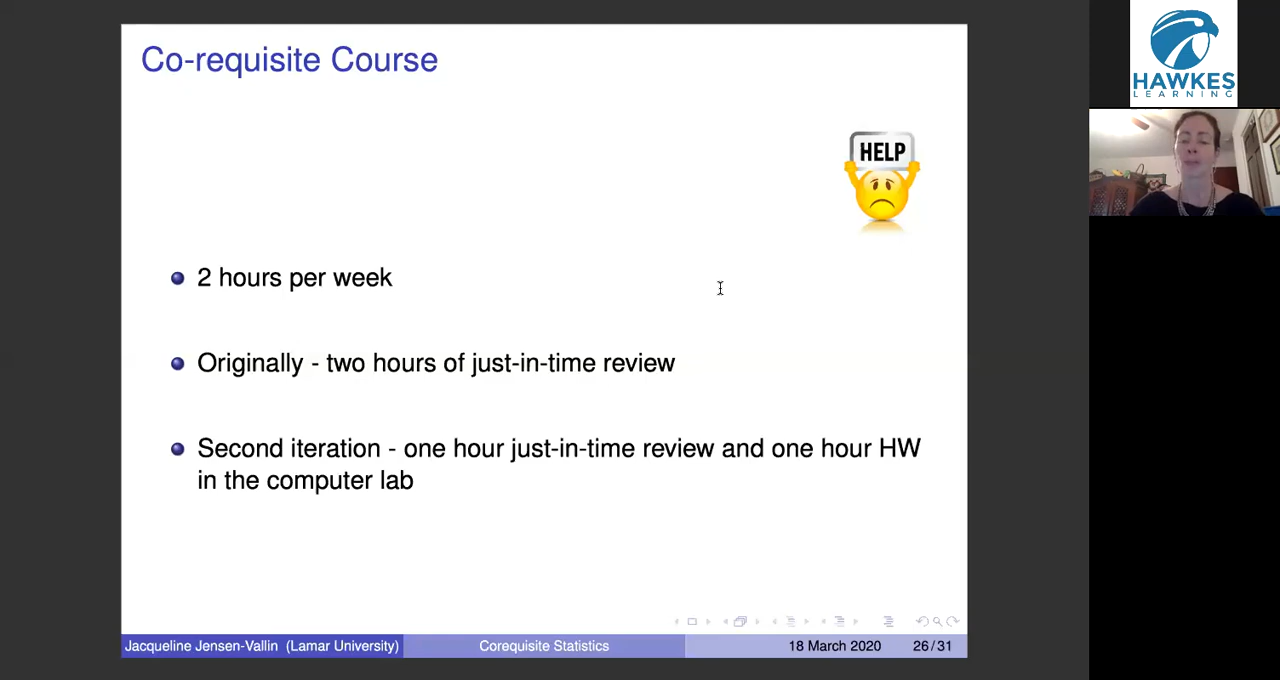 Co-requisite Course
HELP
2 hours per week
Originally - two hours of just-in-time review
Second iteration - one hour just-in-time review and one hour HW
in the computer lab
Jacqueline Jensen-Vallin (Lamar University)
Corequisite Statistics
18 March 2020
26/31
HAWKES
LEARNING